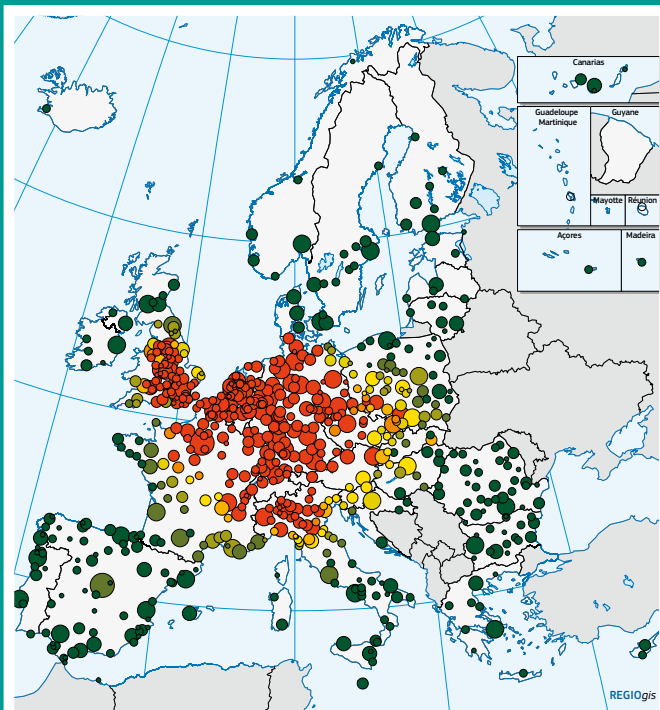 Canarias
Guadeloupe
Martinique
Guyane
Mayotte
Réunion
Açores
Madeira
REGIOgis